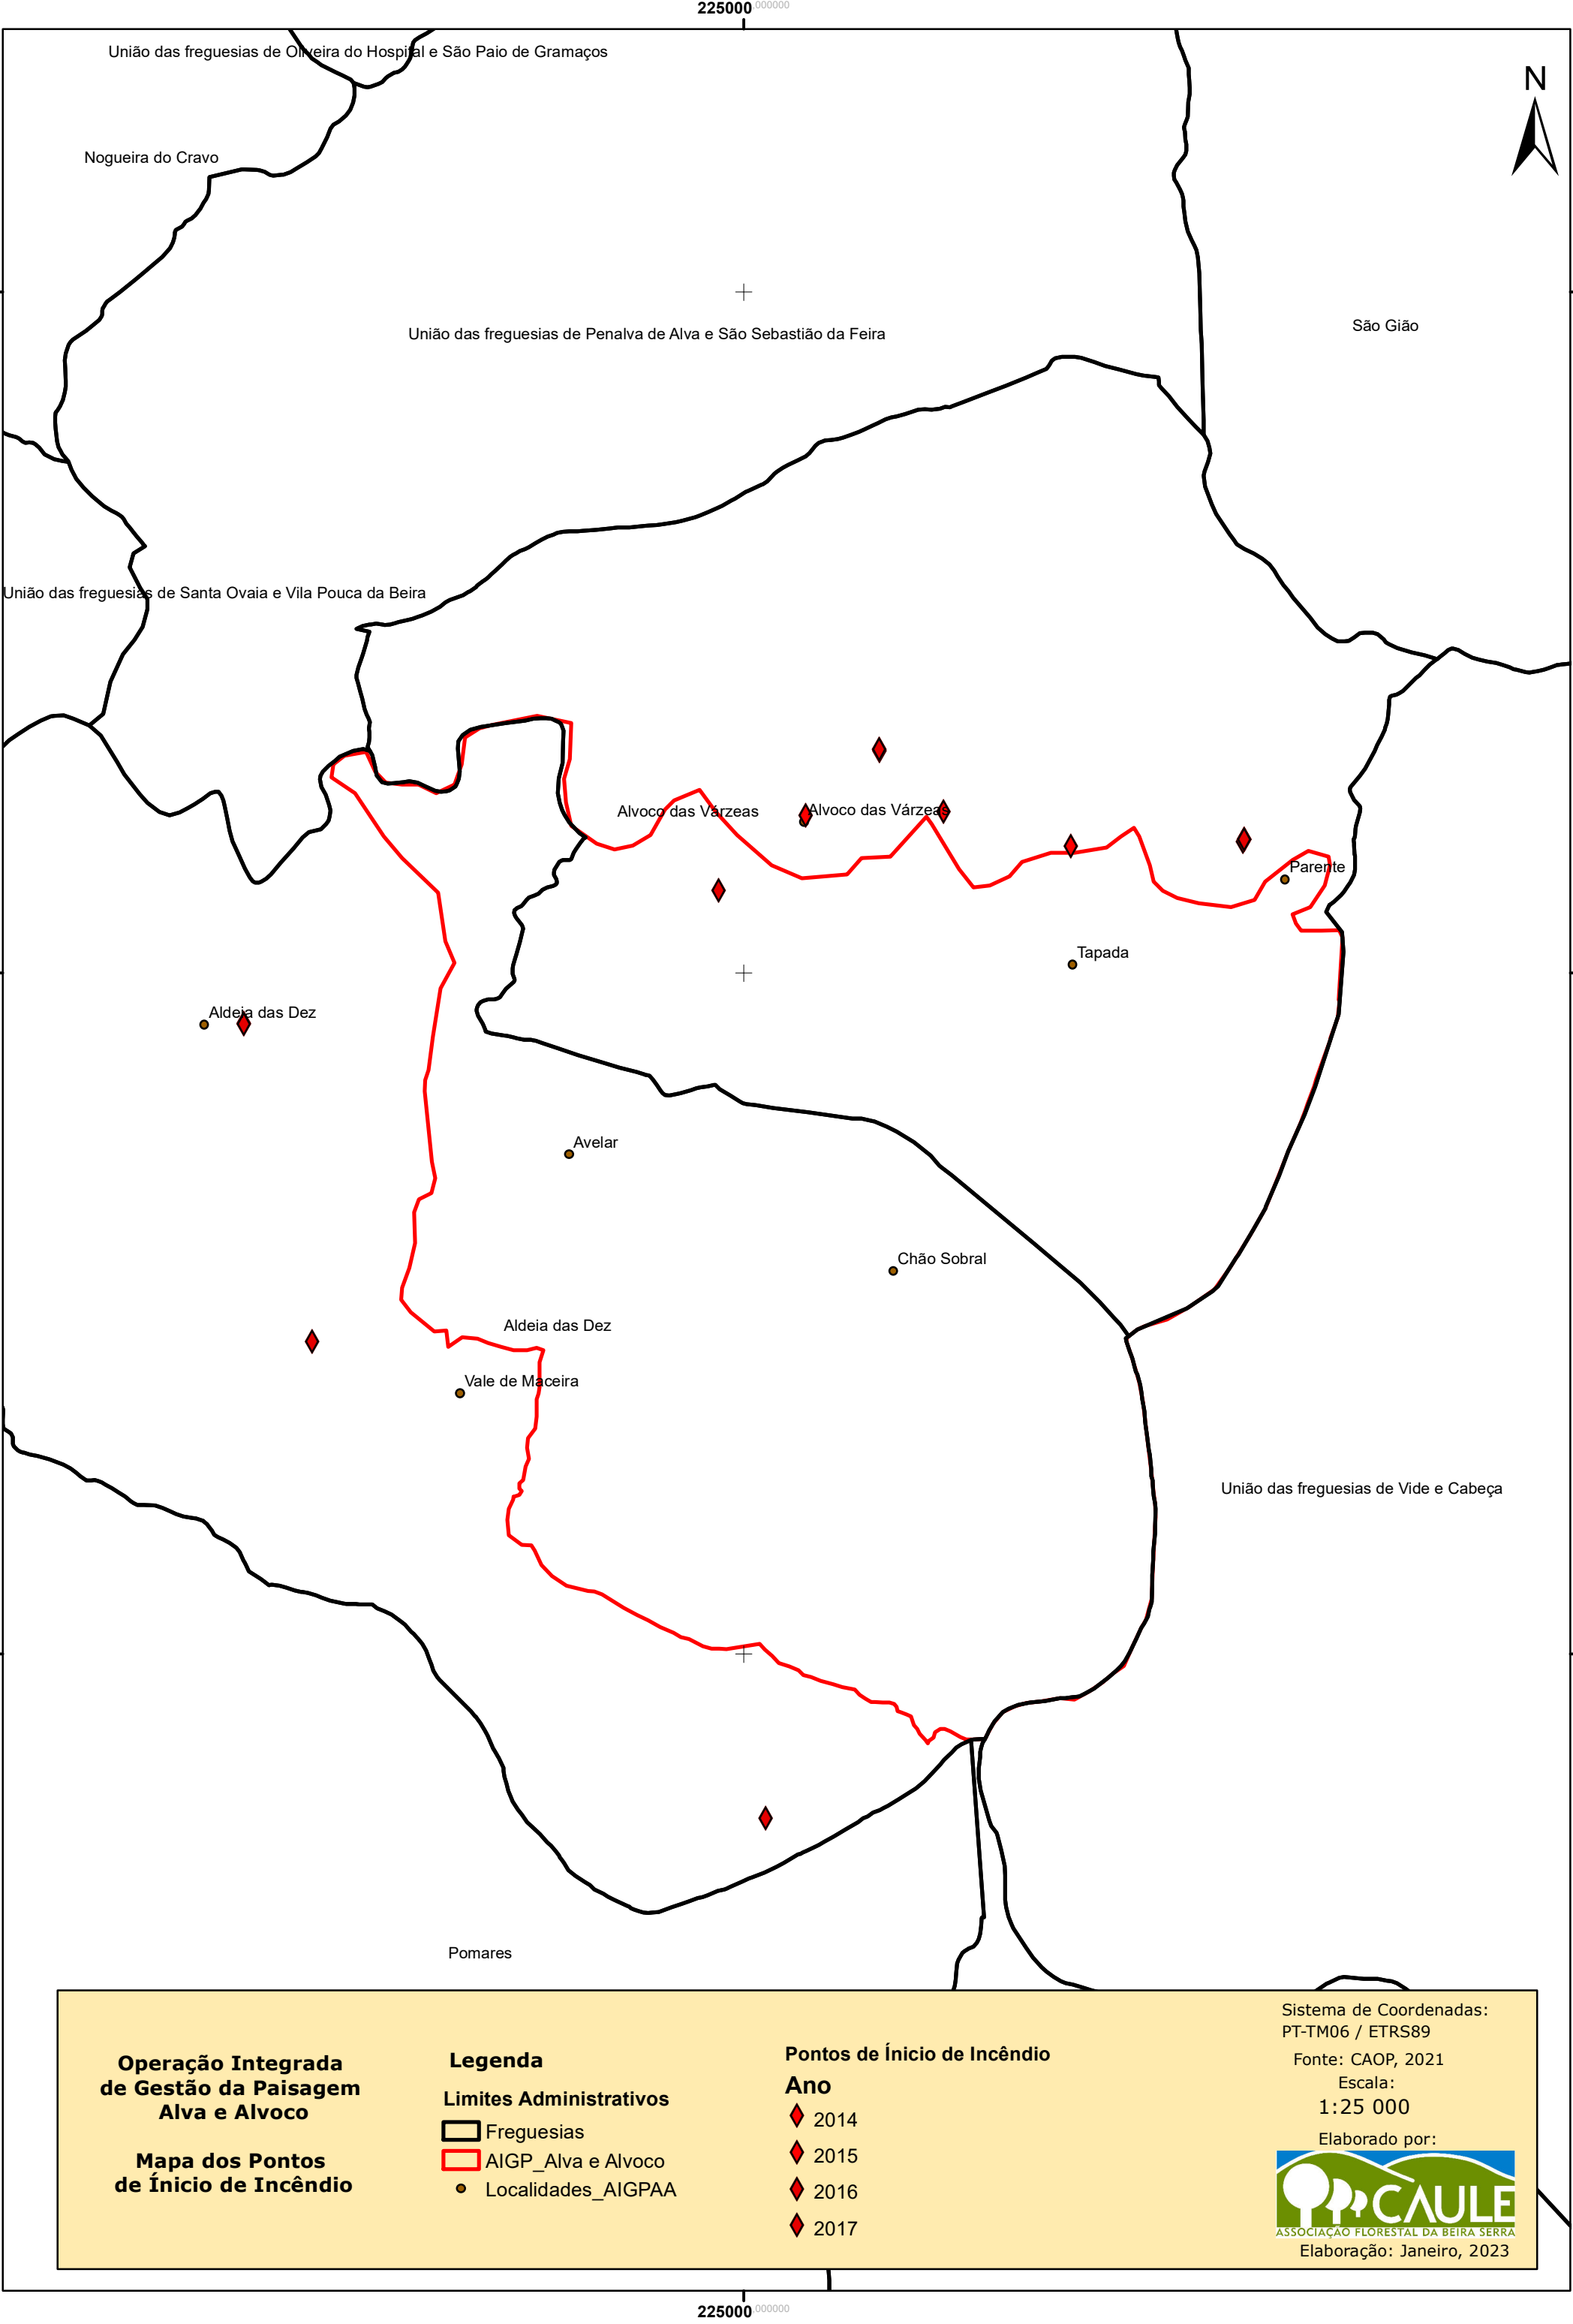 225000.000000
União das freguesias de Oliveira do Hospital e São Paio de Gramaços
N
Nogueira do Cravo
São Gião
União das freguesias de Penalva de Alva e São Sebastião da Feira
União das freguesias de Santa Ovaia e Vila Pouca da Beira
Alvoco das Várzeas
Alvoco das Várzeas
Parente
Tapada
Aldeia das Dez
Avelar
Chão Sobral
Aldeia das Dez
Vale de Maceira
União das freguesias de Vide e Cabeça
Pomares
Operação Integrada
de Gestão da Paisagem
Alva e Alvoco
Mapa dos Pontos
de Ínicio de Incêndio
Legenda
Limites Administrativos
Freguesias
AIGP_Alva e Alvoco
Localidades_AIGPAA
Pontos de Ínicio de Incêndio
Ano
2014
2015
2016
2017
Sistema de Coordenadas:
PT-TM06 / ETRS89
Fonte: CAOP, 2021
Escala:
1:25 000
Elaborado por:
CAULE
ASSOCIAÇÃO FLORESTAL DA BEIRA SERRA
Elaboração: Janeiro, 2023
225000.000000